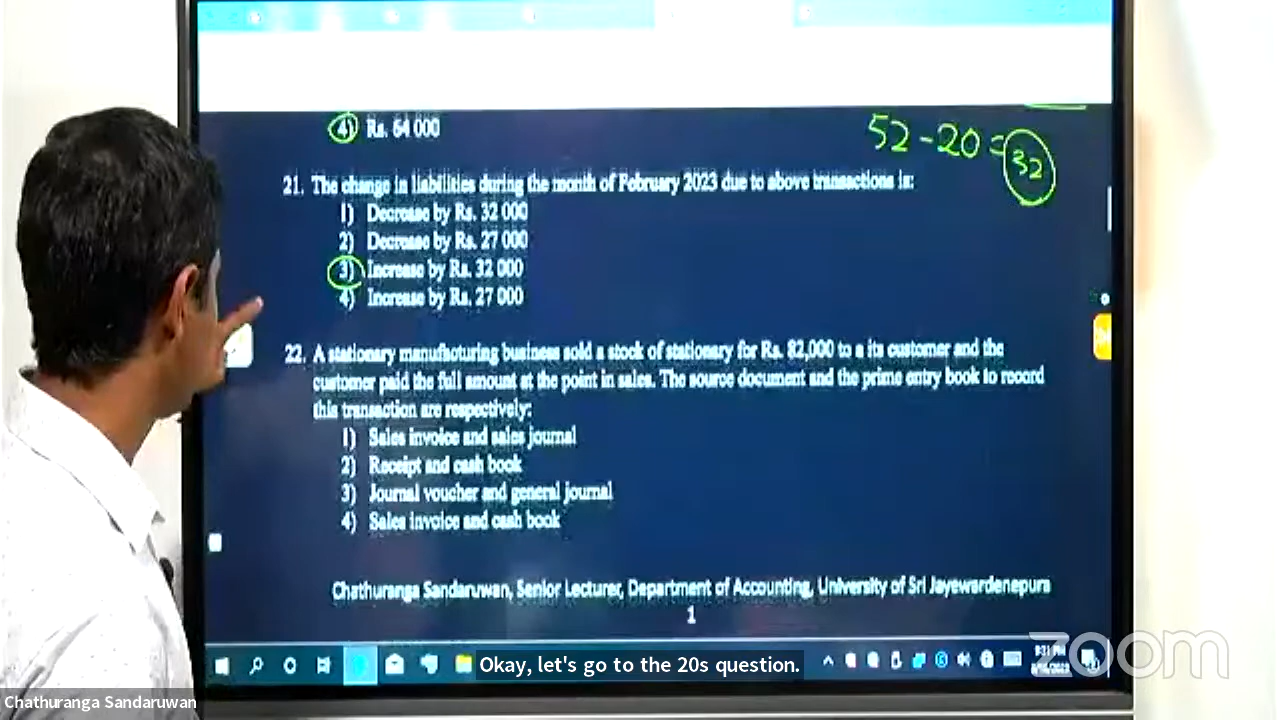 4) Rs. 64 000
52 - 20 = 32
21. The change in liabilities during the month of February 2023 due to above transactions is:
1) Decrease by Rs. 32 000
2) Decrease by Rs. 27 000
3) Increase by Rs. 32 000
4) Increase by Rs. 27 000
22. A stationary manufacturing business sold a stock of stationary for Rs. 82,000 to a its customer and the
customer paid the full amount at the point in sales. The source document and the prime entry book to record
this transaction are respectively:
1) Sales invoice and sales journal
2) Receipt and cash book
3) Journal voucher and general journal
4) Sales invoice and cash book
Chathuranga Sandaruwan, Senior Lecturer, Department of Accounting, University of Sri Jayewardenepura
1
Okay, let's go to the 20s question.
9:31 PM
zoom
Chathuranga Sandaruwan